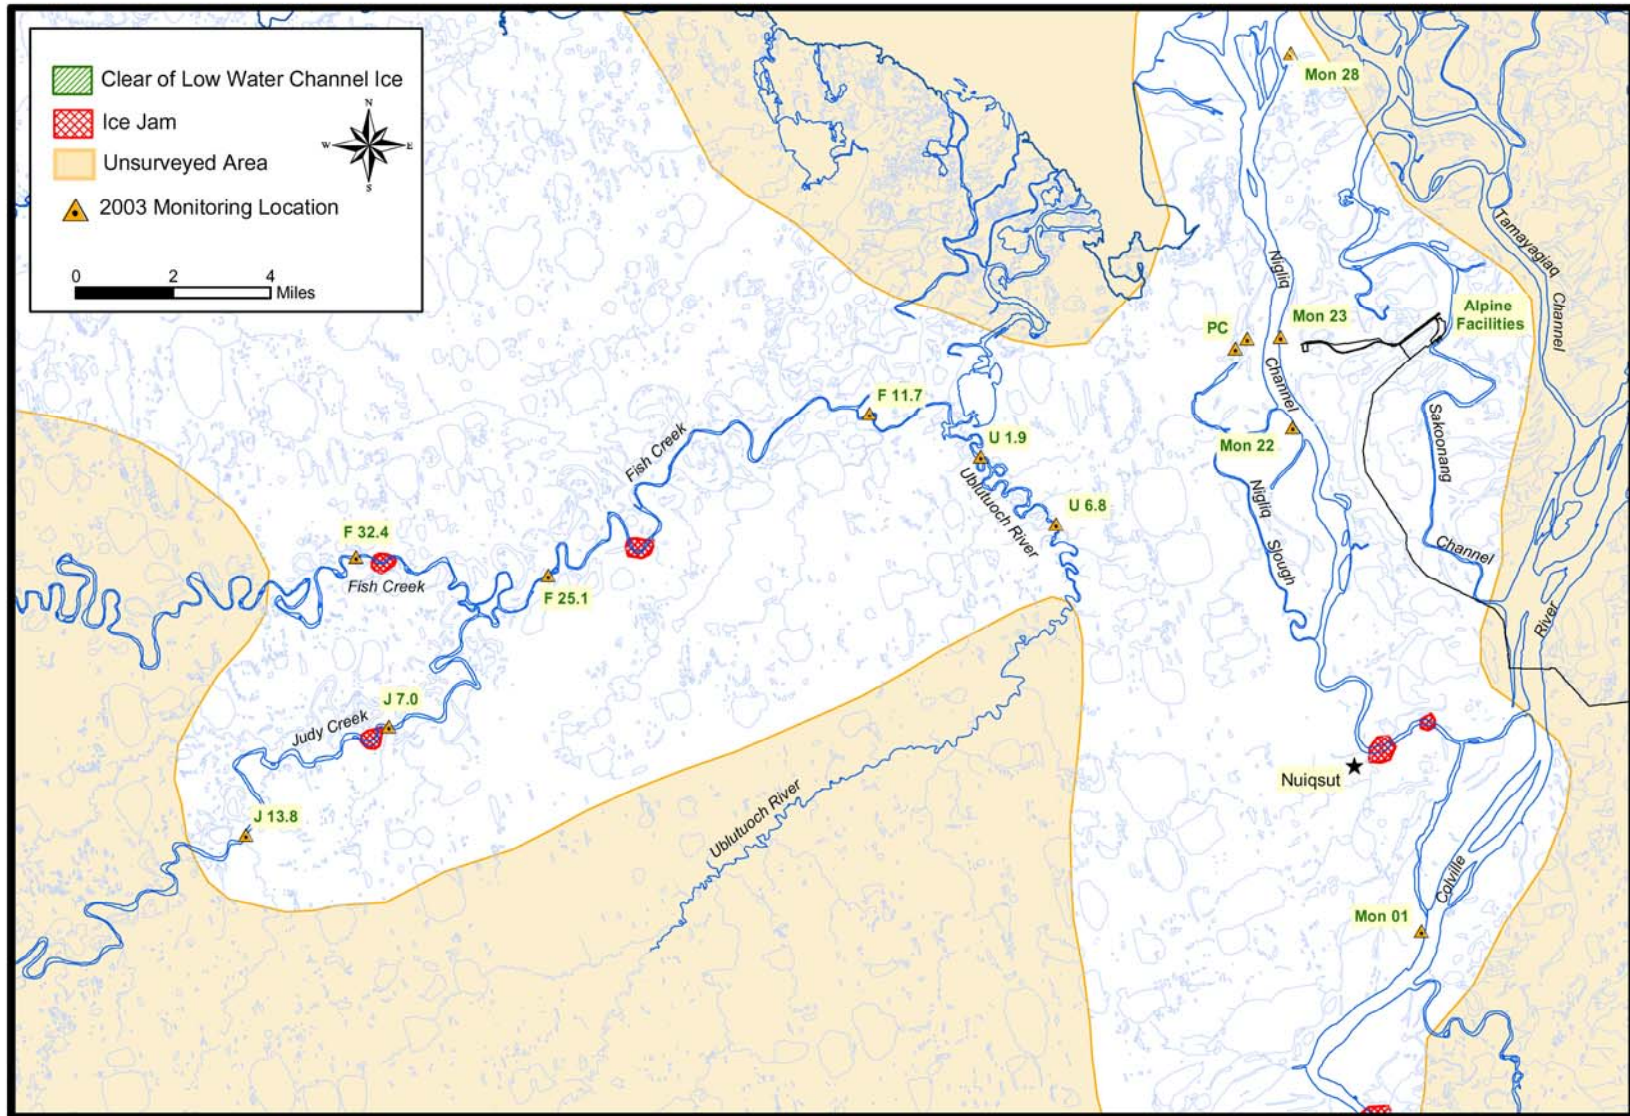 Clear of Low Water Channel Ice
Ice Jam
Unsurveyed Area
2003 Monitoring Location
N
W
E
S
0
2
4
Miles
Mon 28
Tamayagiaq
Channel
Nigliq
Channel
PC
Mon 23
Alpine
Facilities
F 11.7
Fish Creek
U 1.9
Mon 22
Sakoonang
Channel
Ublutuoch River
U 6.8
Nigliq
Slough
F 32.4
Fish Creek
F 25.1
River
J 7.0
Judy Creek
Nuiqsut
J 13.8
Ublutuoch River
Colville
Mon 01